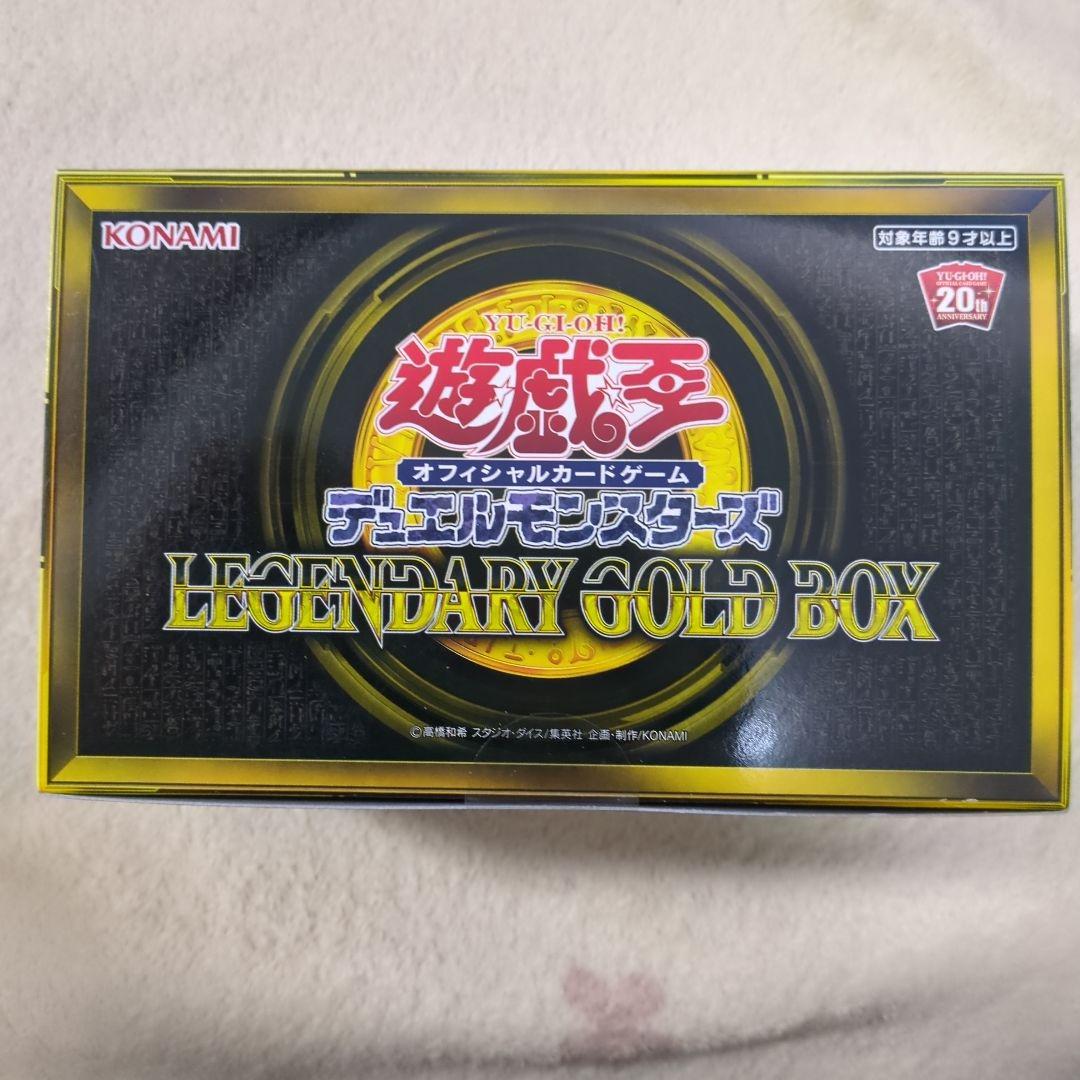 KONAMI
対象年齢9才以上
YU-GI-OH!
OFFICIAL CARD GAME
20th
ANNIVERSARY
YU-GI-OH!
遊☆戯☆王
オフィシャルカードゲーム
デュエルモンスターズ
LEGENDARY GOLD BOX
©高橋和希 スタジオ・ダイス/集英社 企画・制作/KONAMI